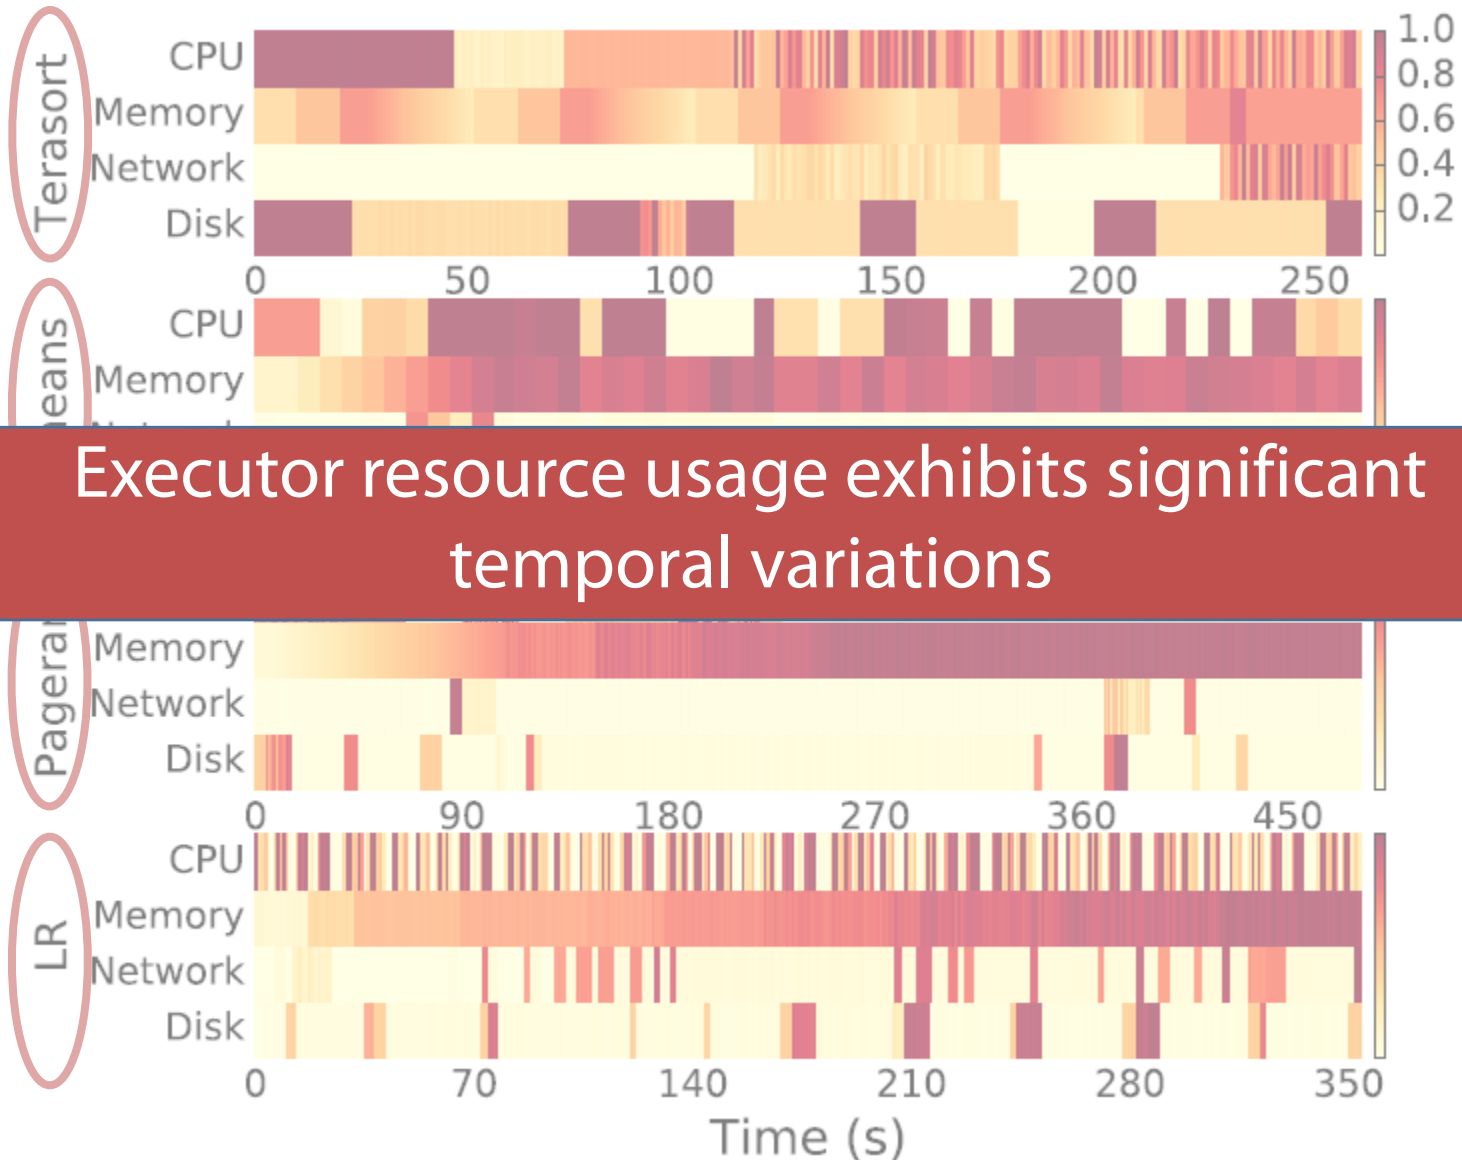 Terasort
CPU
Memory
Network
Disk
1.0
0.8
0.6
0.4
0.2
0 50 100 150 200 250
CPU
Memory
Executor resource usage exhibits significant
temporal variations
Memory
Network
Disk
0 90 180 270 360 450
LR
CPU
Memory
Network
Disk
0 70 140 210 280 350
Time (s)